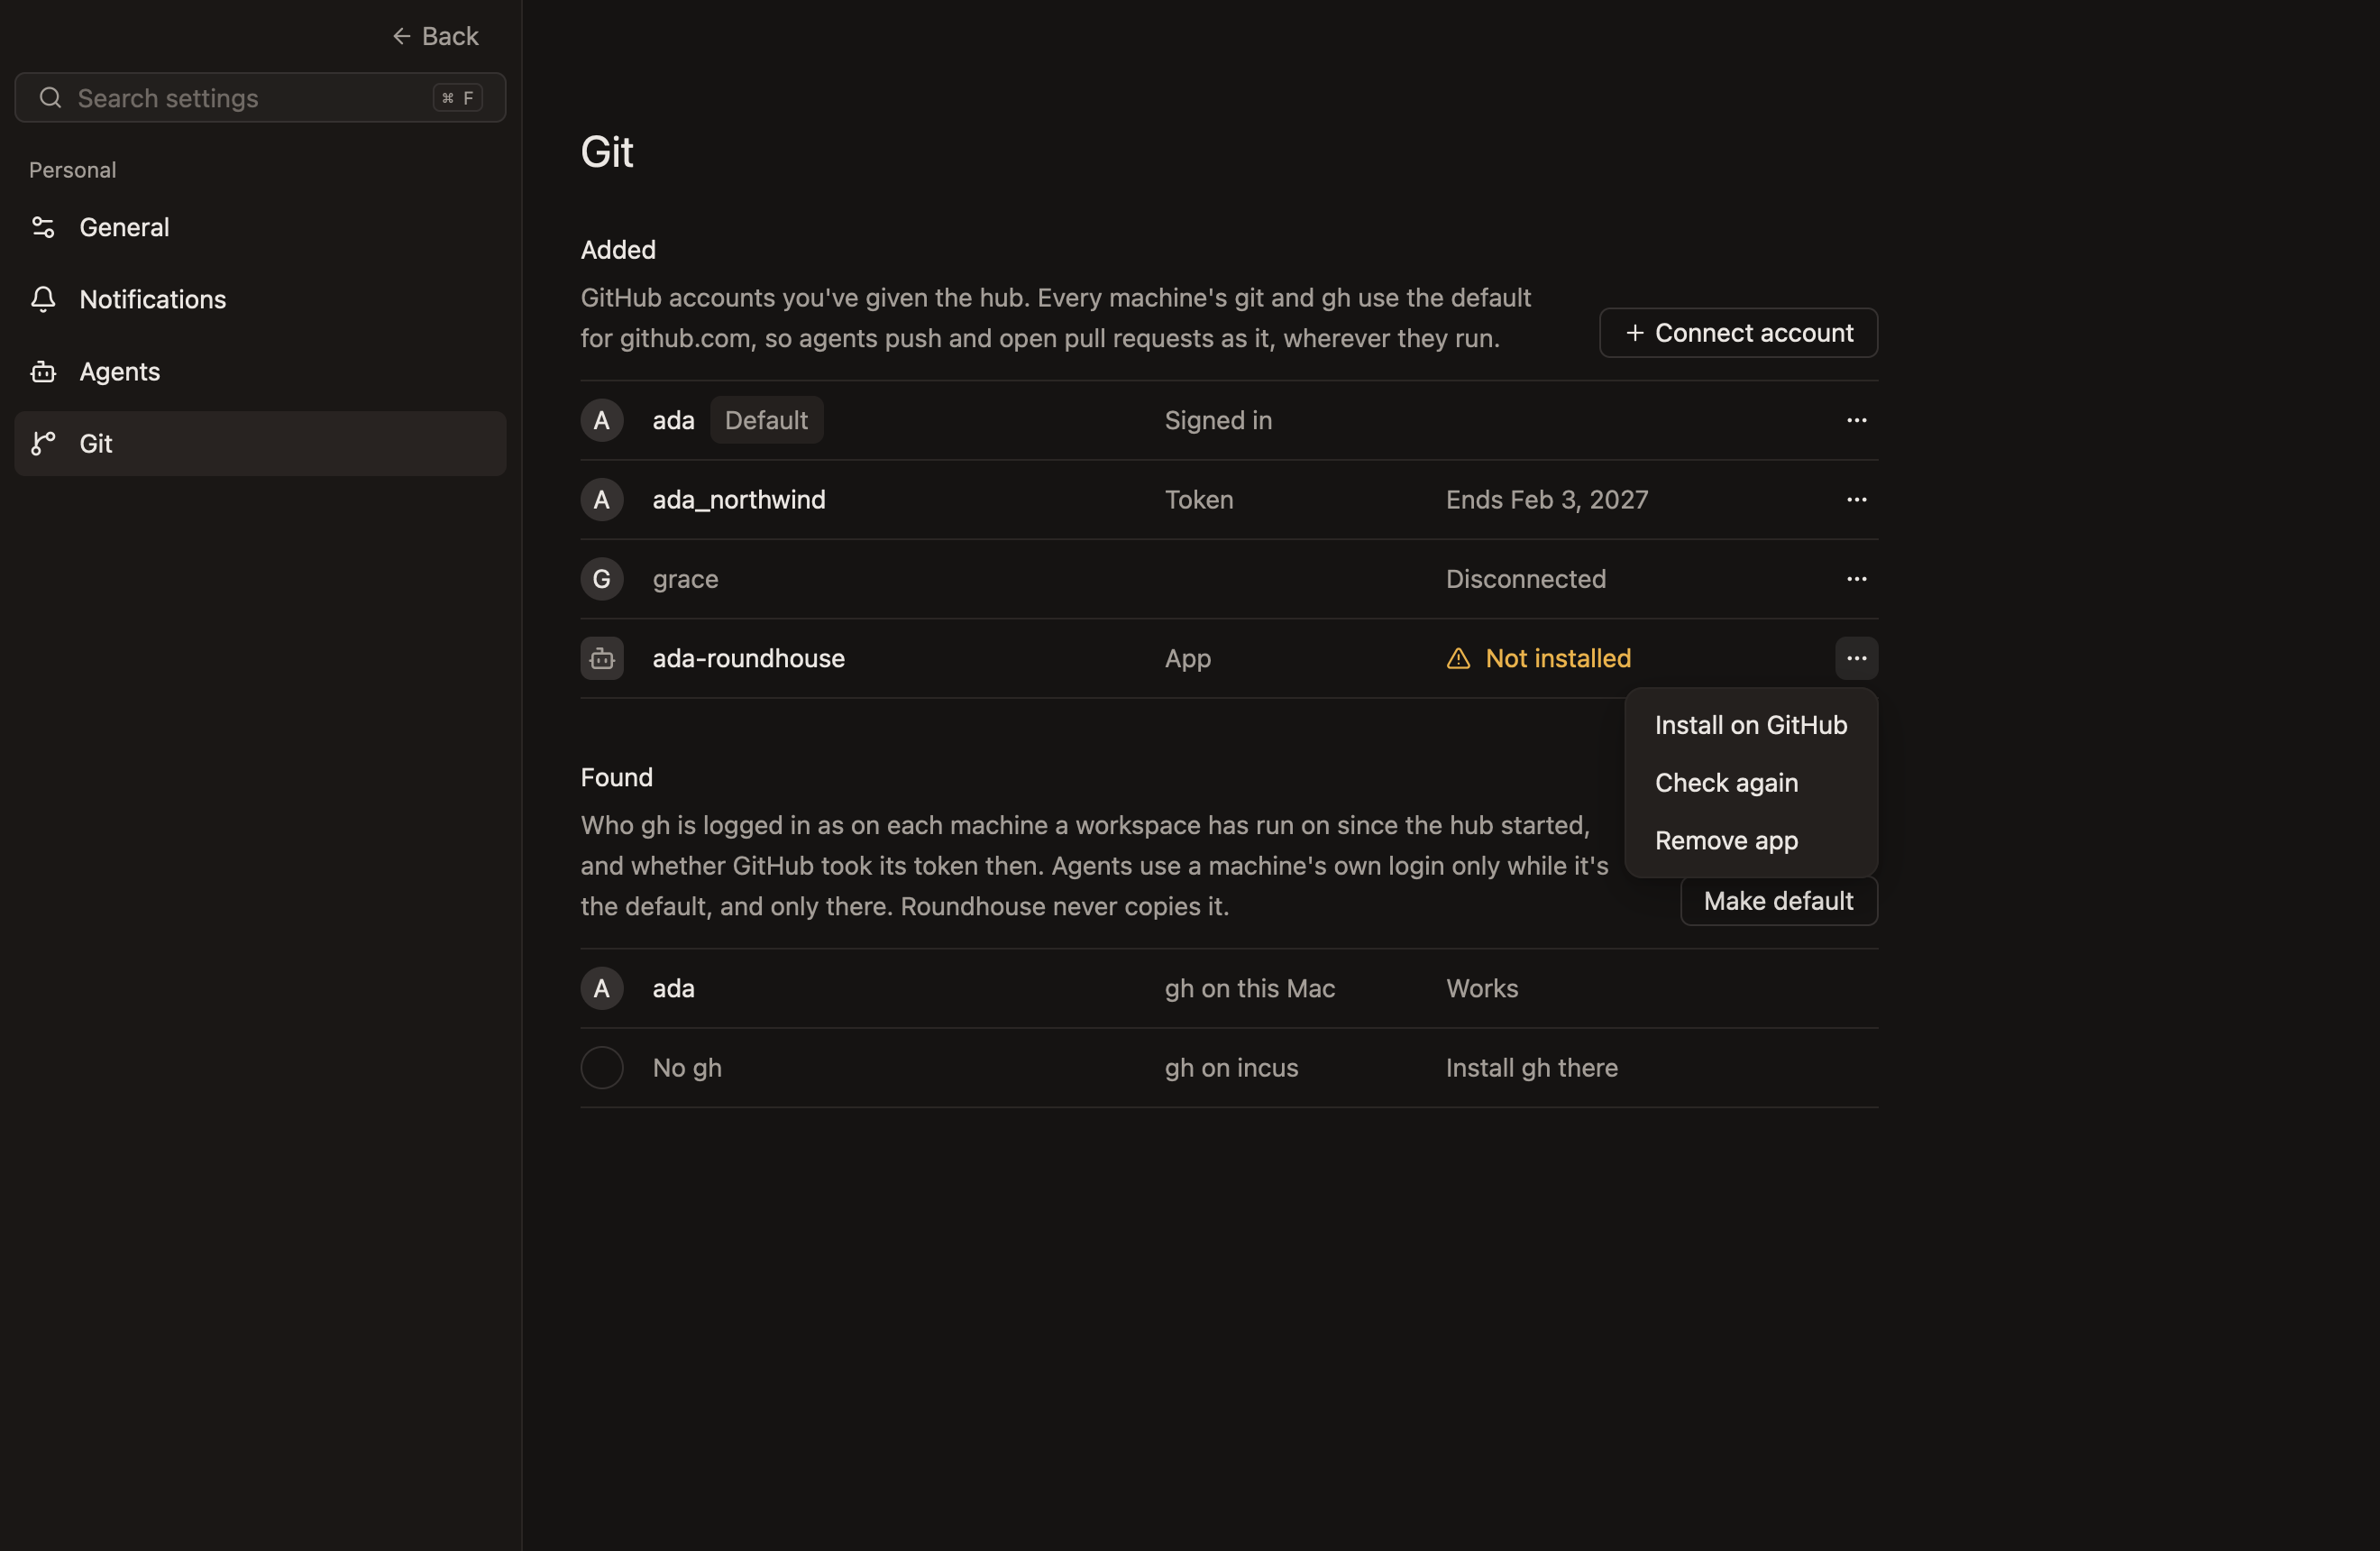 ← Back
Search settings
⌘ F
Personal
General
Notifications
Agents
Git
Git
Added
GitHub accounts you've given the hub. Every machine's git and gh use the default
for github.com, so agents push and open pull requests as it, wherever they run.
+ Connect account
A ada Default Signed in ...
A ada_northwind Token Ends Feb 3, 2027 ...
G grace Disconnected ...
ada-roundhouse App Not installed ...
Install on GitHub
Check again
Remove app
Found
Who gh is logged in as on each machine a workspace has run on since the hub started,
and whether GitHub took its token then. Agents use a machine's own login only while it's
the default, and only there. Roundhouse never copies it.
Make default
A ada gh on this Mac Works
No gh gh on incus Install gh there